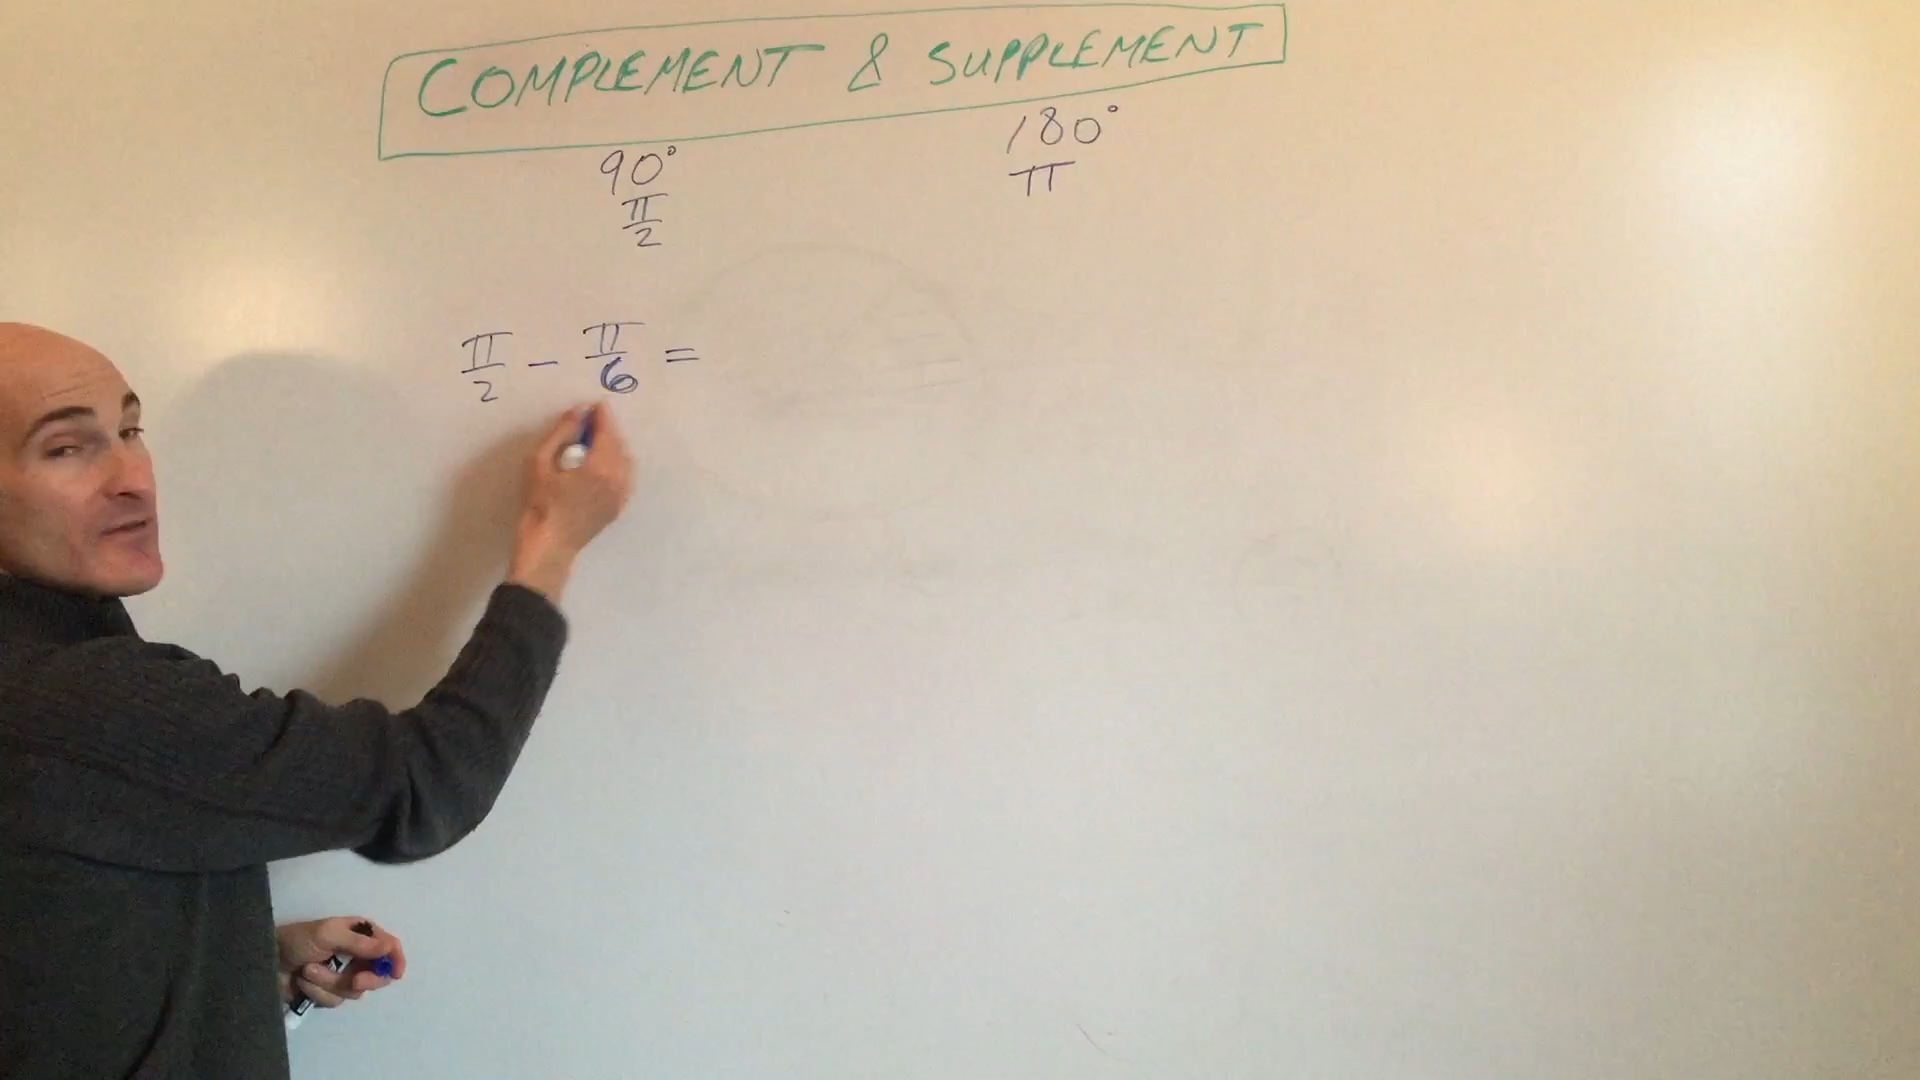 COMPLEMENT & SUPPLEMENT
90° 180°
π/2 π
π/2 - π/6 =